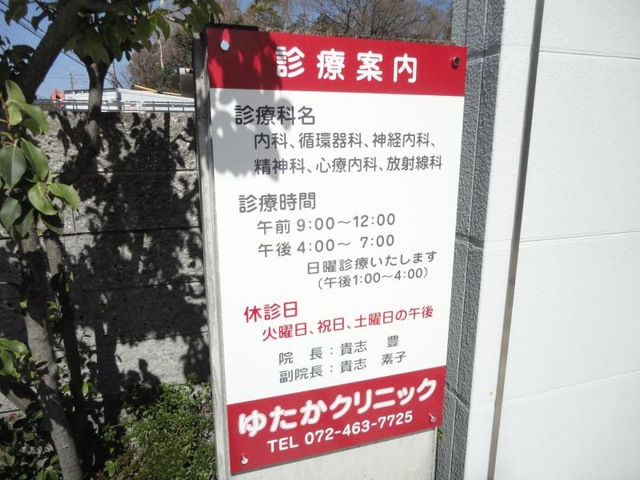 診療案内
診療科名
内科、循環器科、神経内科、
精神科、心療内科、放射線科
診療時間
午前 9:00〜12:00
午後 4:00〜 7:00
日曜診療いたします
（午後1:00〜4:00）
休診日
火曜日、祝日、土曜日の午後
院　長：貴志　豊
副院長：貴志　素子
ゆたかクリニック
TEL 072-463-7725